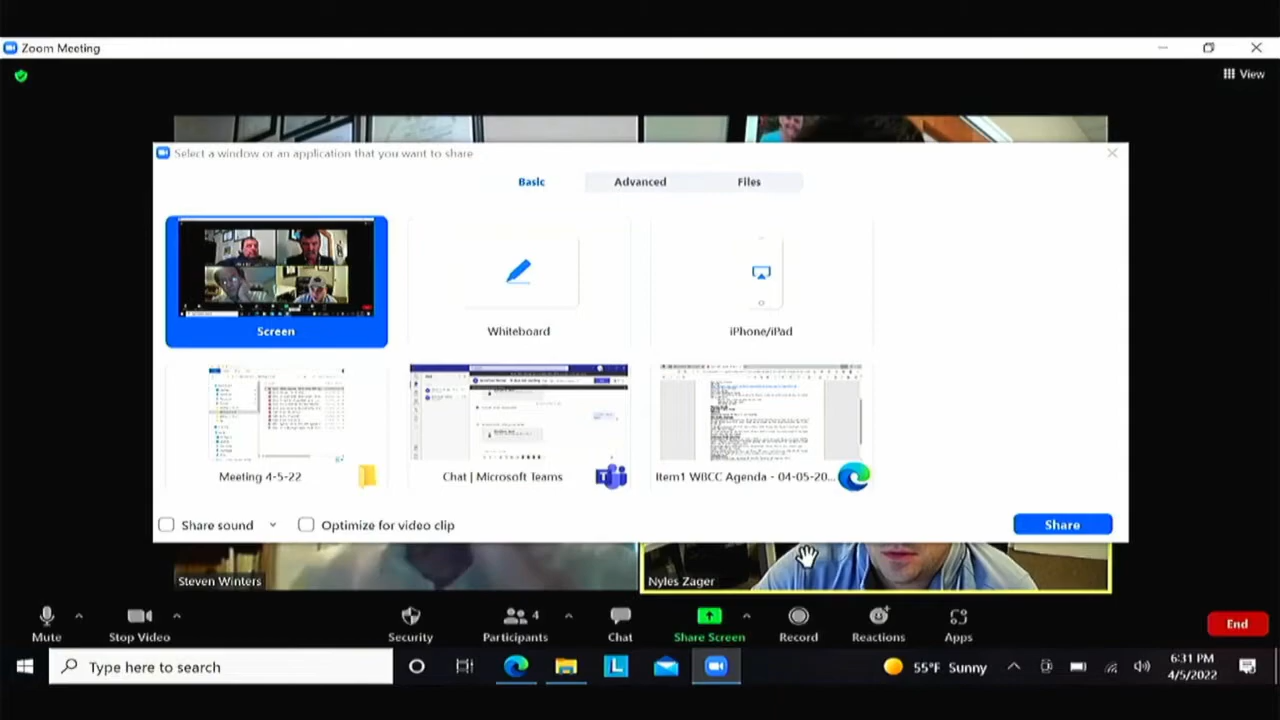 Zoom Meeting
View
Select a window or an application that you want to share
Basic
Advanced
Files
Screen
Whiteboard
iPhone/iPad
Meeting 4-5-22
Chat | Microsoft Teams
Item1 WBCC Agenda - 04-05-20...
Share sound
Optimize for video clip
Share
Steven Winters
Nyles Zager
4
Mute
Stop Video
Security
Participants
Chat
Share Screen
Record
Reactions
Apps
End
Type here to search
L
55°F Sunny
6:31 PM
4/5/2022